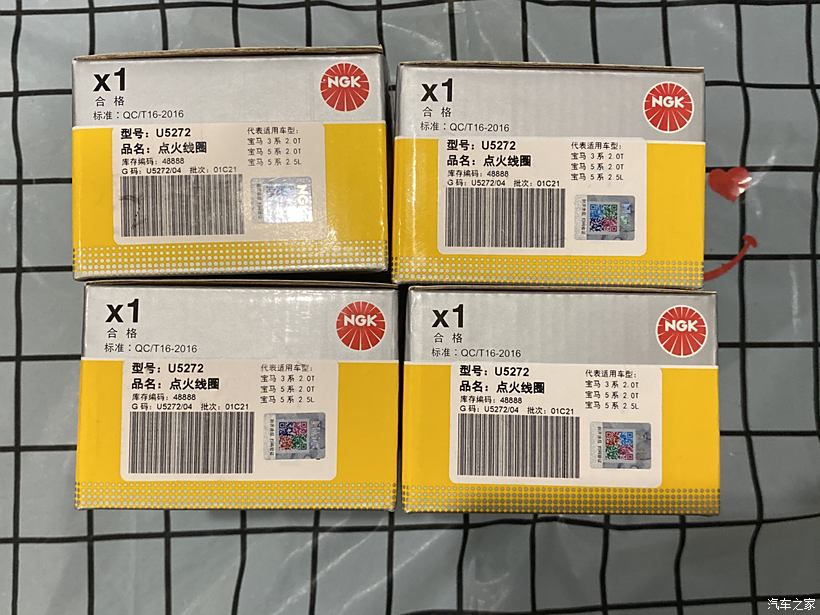 x1
合格
标准：QC/T16-2016
NGK
型号：U5272
品名：点火线圈
库存编码：48888
G 码：U5272/04 批次：01C21
代表适用车型：
宝马 3 系 2.0T
宝马 5 系 2.0T
宝马 5 系 2.5L
x1
合格
标准：QC/T16-2016
NGK
型号：U5272
品名：点火线圈
库存编码：48888
G 码：U5272/04 批次：01C21
代表适用车型：
宝马 3 系 2.0T
宝马 5 系 2.0T
宝马 5 系 2.5L
x1
合格
标准：QC/T16-2016
NGK
型号：U5272
品名：点火线圈
库存编码：48888
G 码：U5272/04 批次：01C21
代表适用车型：
宝马 3 系 2.0T
宝马 5 系 2.0T
宝马 5 系 2.5L
x1
合格
标准：QC/T16-2016
NGK
型号：U5272
品名：点火线圈
库存编码：48888
G 码：U5272/04 批次：01C21
代表适用车型：
宝马 3 系 2.0T
宝马 5 系 2.0T
宝马 5 系 2.5L
汽车之家